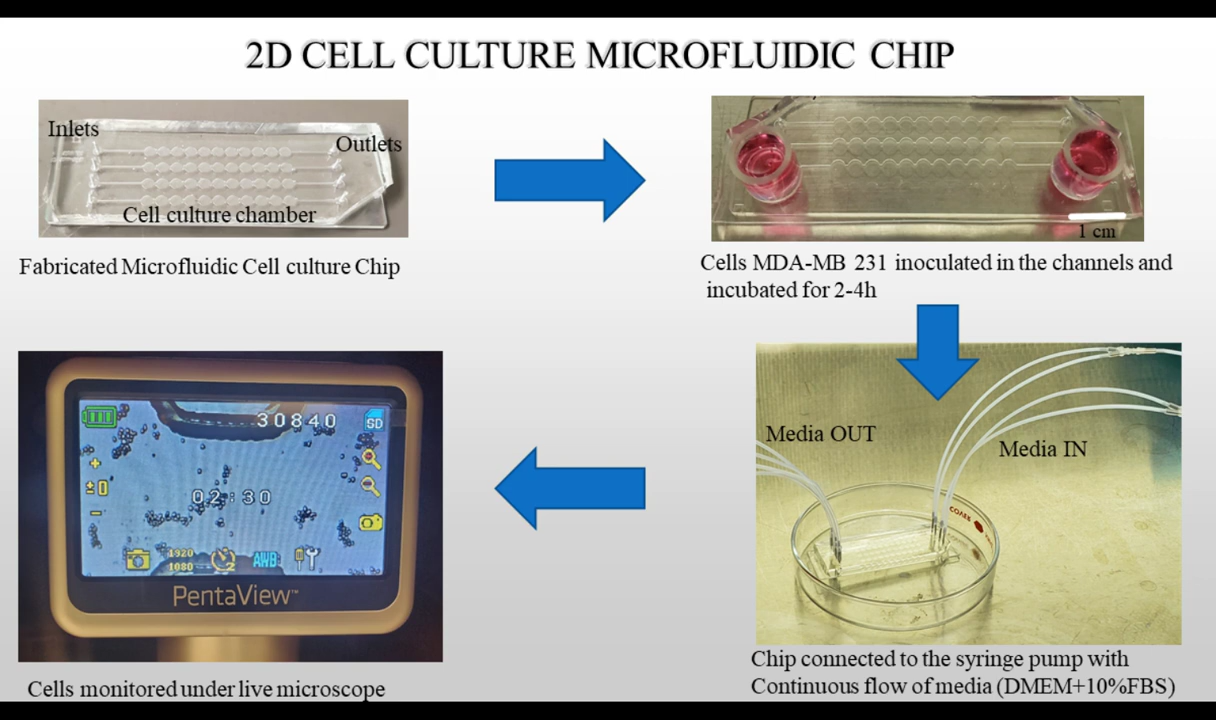 2D CELL CULTURE MICROFLUIDIC CHIP
Inlets
Outlets
Cell culture chamber
Fabricated Microfluidic Cell culture Chip
1 cm
Cells MDA-MB 231 inoculated in the channels and
incubated for 2-4h
Media OUT
Media IN
Chip connected to the syringe pump with
Continuous flow of media (DMEM+10%FBS)
30840
SD
+
±0
−
02:30
1920
1080
2
AWB
PentaView™
Cells monitored under live microscope